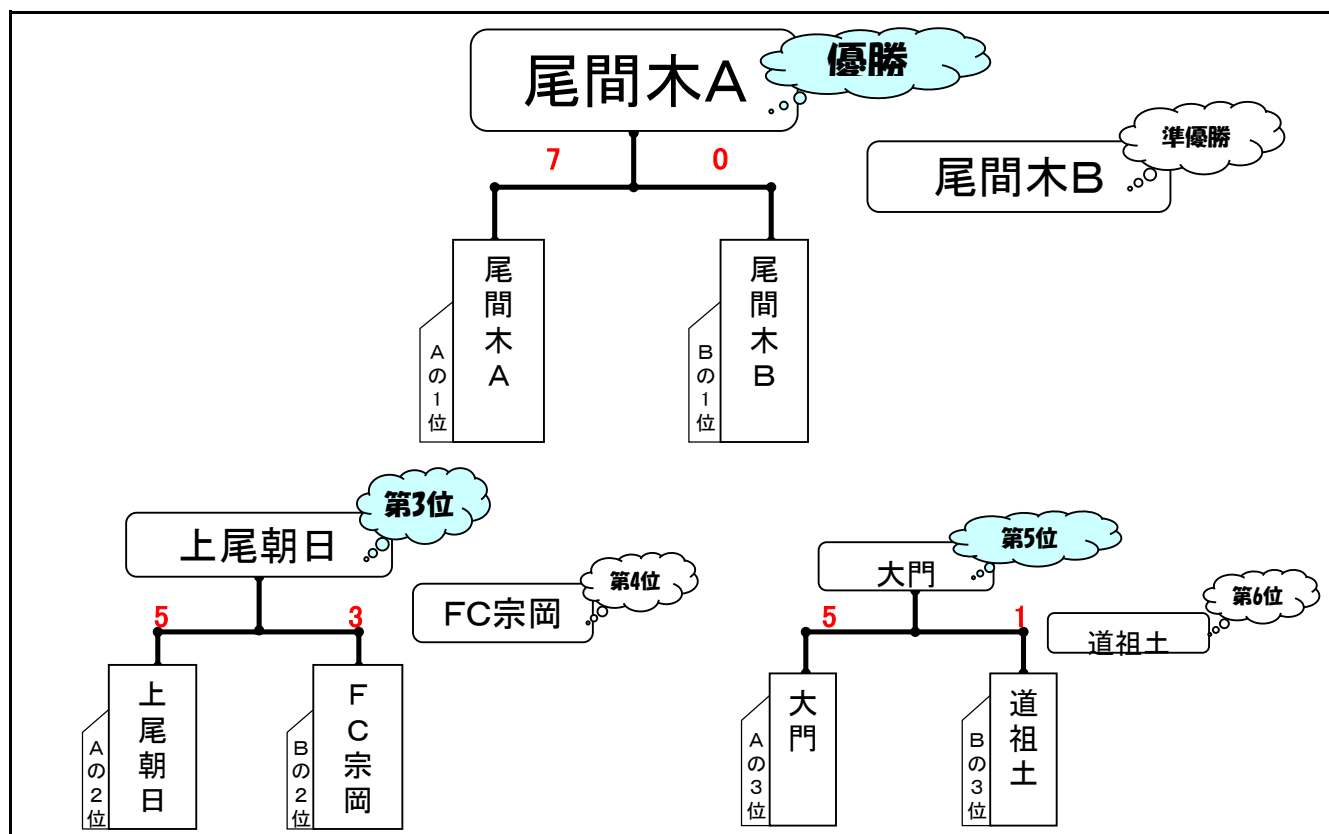 尾間木A
優勝
準優勝
尾間木B
7
0
尾間木A
Aの1位
尾間木B
Bの1位
第3位
上尾朝日
第4位
FC宗岡
5
3
上尾朝日
Aの2位
FC宗岡
Bの2位
第5位
大門
第6位
道祖土
5
1
大門
Aの3位
道祖土
Bの3位